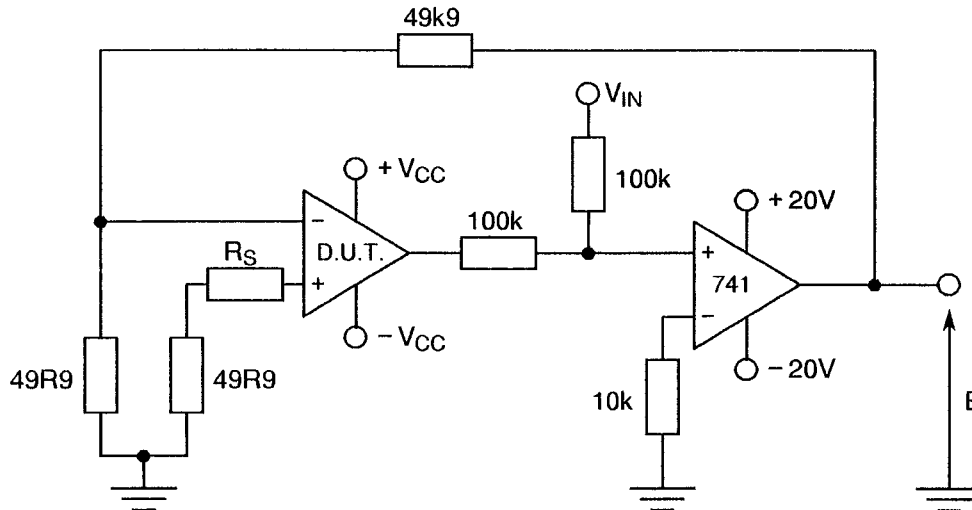 49k9
V_IN
100k
+ V_CC
100k
+ 20V
R_S
−
D.U.T.
+
+
741
−
− V_CC
− 20V
49R9
49R9
10k
E